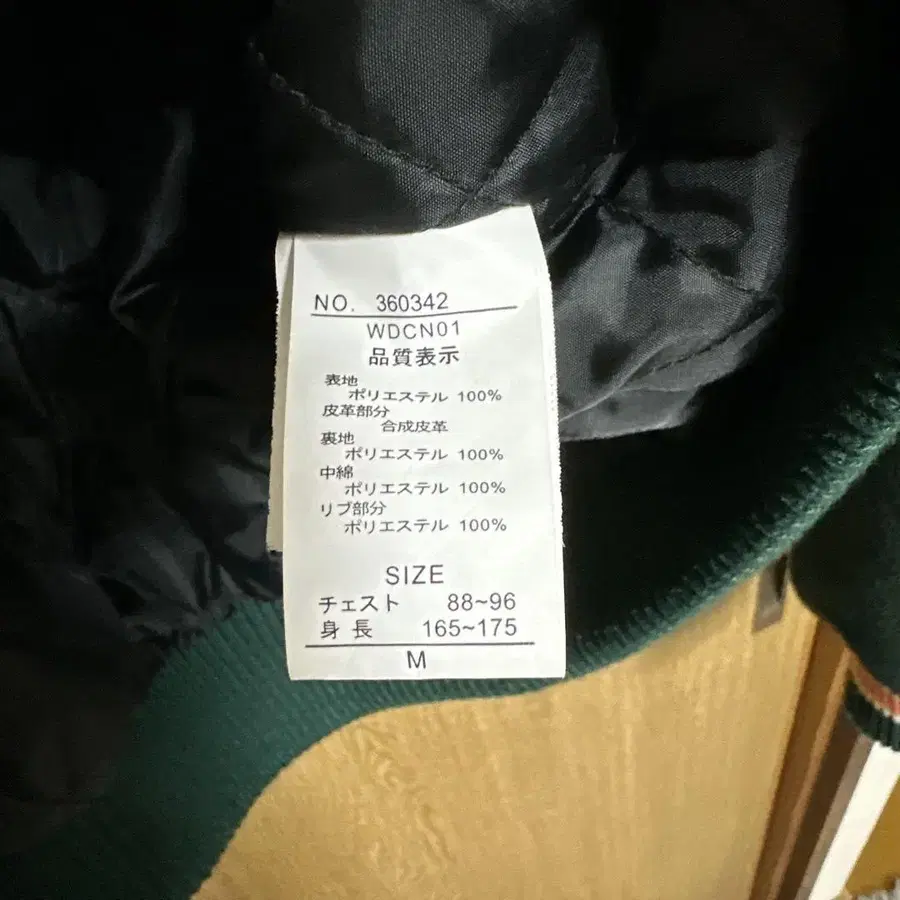 NO. 360342
WDCN01
品質表示
表地
ポリエステル 100%
皮革部分
合成皮革
裏地
ポリエステル 100%
中綿
ポリエステル 100%
リブ部分
ポリエステル 100%
SIZE
チェスト 88~96
身長 165~175
M